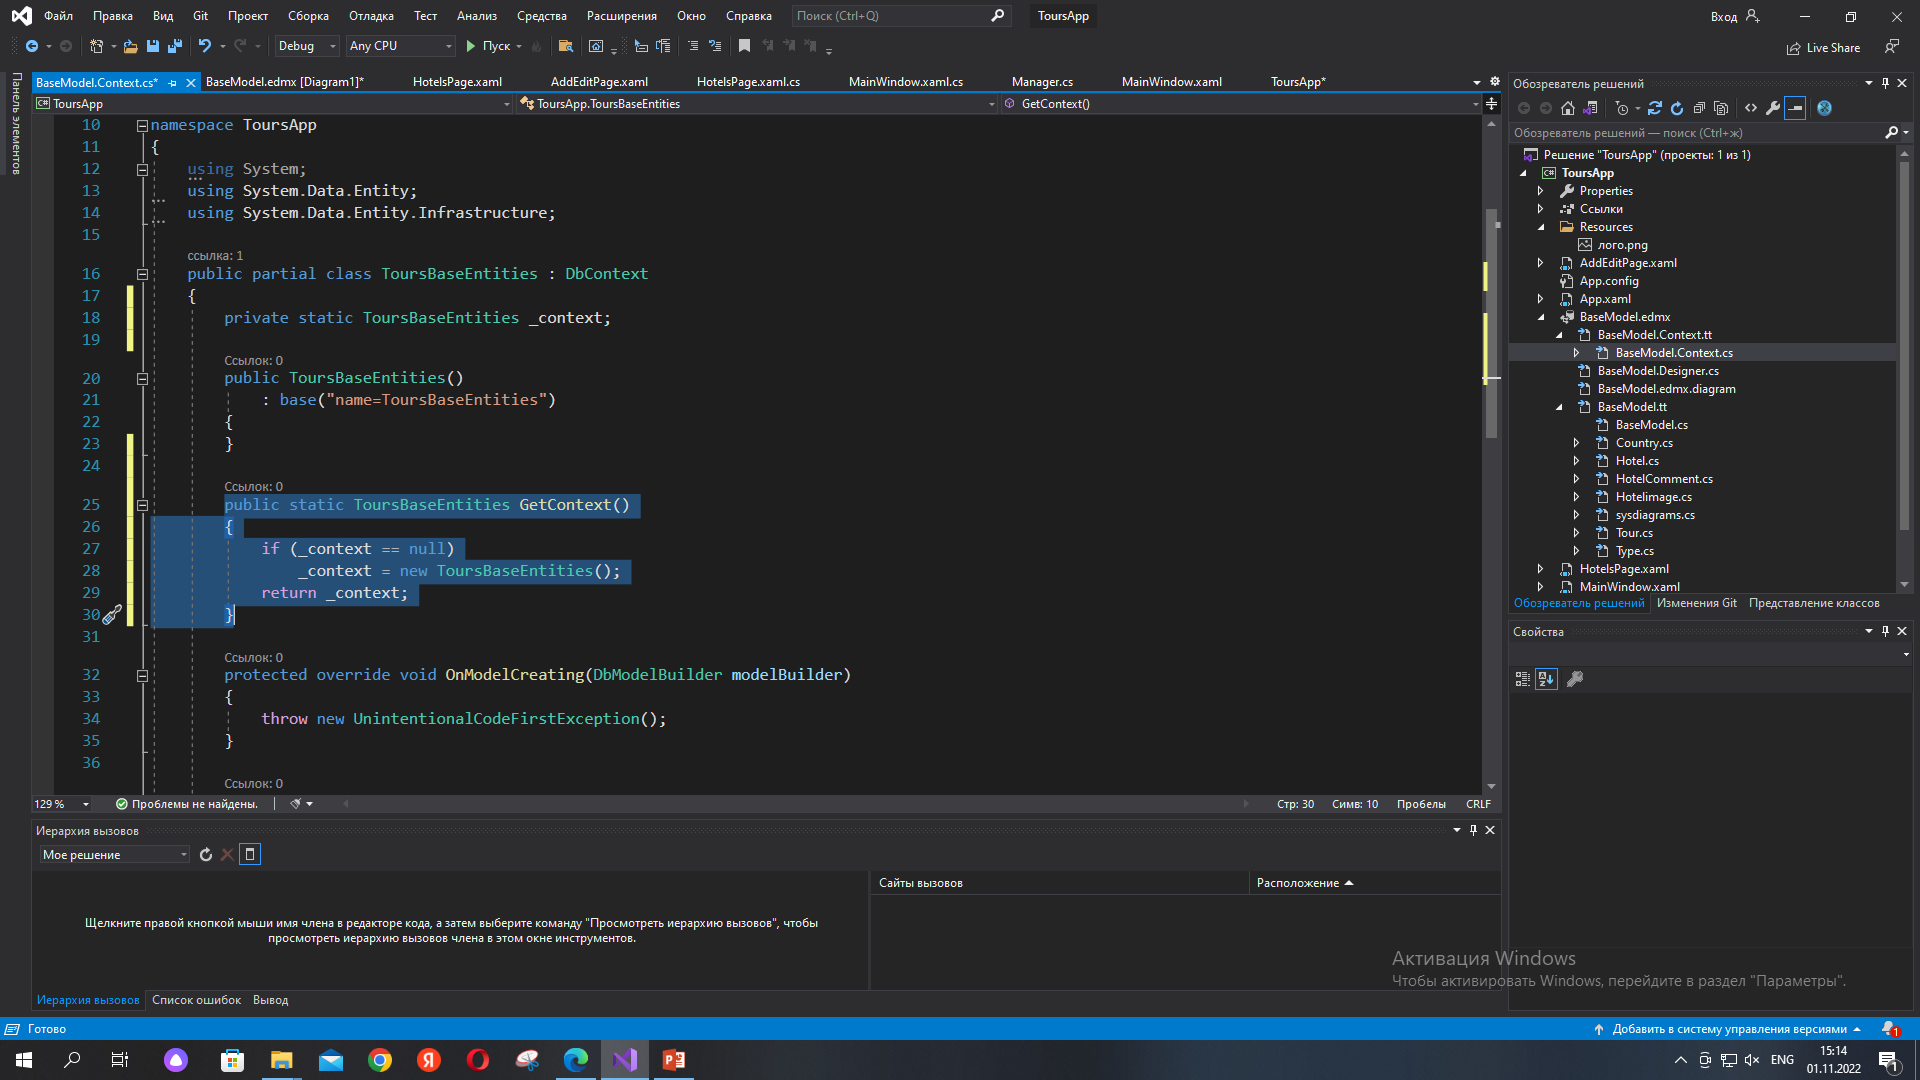 Файл Правка Вид Git Проект Сборка Отладка Тест Анализ Средства Расширения Окно Справка Поиск (Ctrl+Q) ToursApp Вход
Debug Any CPU Пуск Live Share
Панель элементов
BaseModel.Context.cs* BaseModel.edmx [Diagram1]* HotelsPage.xaml AddEditPage.xaml HotelsPage.xaml.cs MainWindow.xaml.cs Manager.cs MainWindow.xaml ToursApp*
C# ToursApp ToursApp.ToursBaseEntities GetContext()
10 namespace ToursApp
11 {
12 using System;
13 using System.Data.Entity;
14 using System.Data.Entity.Infrastructure;
15
ссылка: 1
16 public partial class ToursBaseEntities : DbContext
17 {
18 private static ToursBaseEntities _context;
19
Ссылок: 0
20 public ToursBaseEntities()
21 : base("name=ToursBaseEntities")
22 {
23 }
24
Ссылок: 0
25 public static ToursBaseEntities GetContext()
26 {
27 if (_context == null)
28 _context = new ToursBaseEntities();
29 return _context;
30 }
31
Ссылок: 0
32 protected override void OnModelCreating(DbModelBuilder modelBuilder)
33 {
34 throw new UnintentionalCodeFirstException();
35 }
36
Ссылок: 0
129 % Проблемы не найдены. Стр: 30 Симв: 10 Пробелы CRLF
Иерархия вызовов
Мое решение
Сайты вызовов Расположение
Щелкните правой кнопкой мыши имя члена в редакторе кода, а затем выберите команду "Просмотреть иерархию вызовов", чтобы
просмотреть иерархию вызовов члена в этом окне инструментов.
Иерархия вызовов Список ошибок Вывод
Обозреватель решений
Обозреватель решений — поиск (Ctrl+ж)
Решение "ToursApp" (проекты: 1 из 1)
C# ToursApp
Properties
Ссылки
Resources
лого.png
AddEditPage.xaml
App.config
App.xaml
BaseModel.edmx
BaseModel.Context.tt
BaseModel.Context.cs
BaseModel.Designer.cs
BaseModel.edmx.diagram
BaseModel.tt
BaseModel.cs
Country.cs
Hotel.cs
HotelComment.cs
Hotelimage.cs
sysdiagrams.cs
Tour.cs
Type.cs
HotelsPage.xaml
MainWindow.xaml
Обозреватель решений Изменения Git Представление классов
Свойства
Активация Windows
Чтобы активировать Windows, перейдите в раздел "Параметры".
Готово Добавить в систему управления версиями 1
ENG 15:14
01.11.2022 1